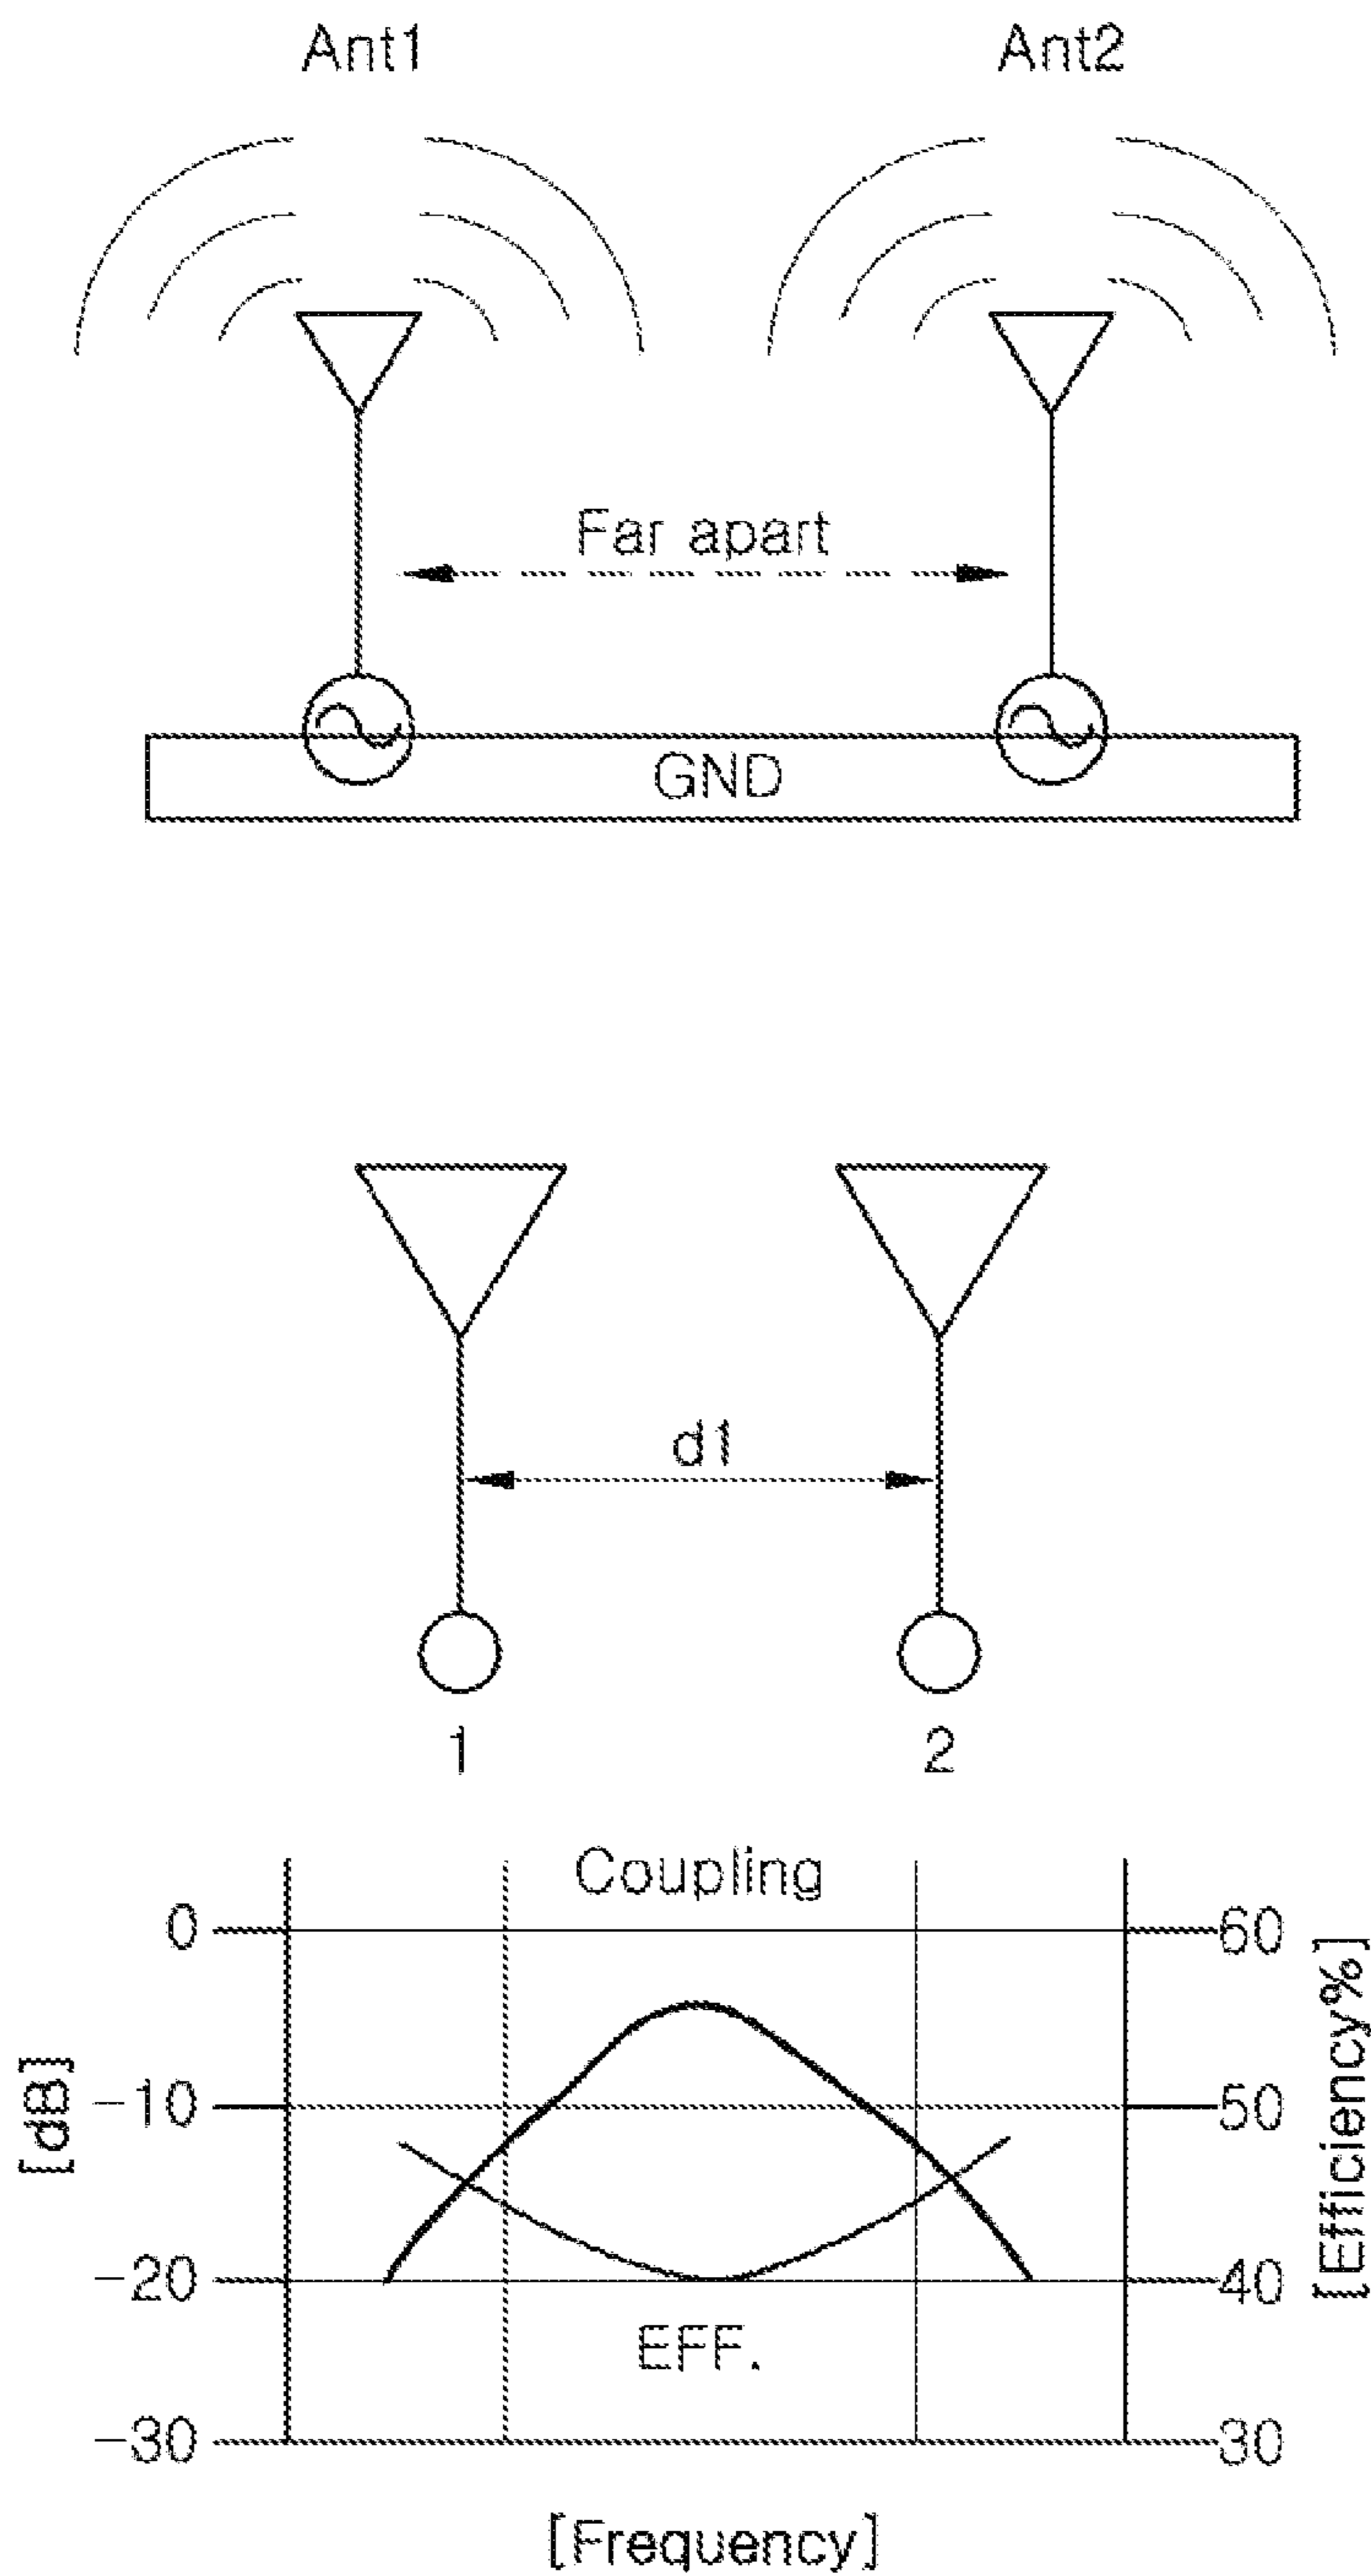 Ant1 Ant2
Far apart
GND
d1
1 2
Coupling
0 60
-10 50
-20 40
EFF.
-30 30
[dB]
[Efficiency%]
[Frequency]